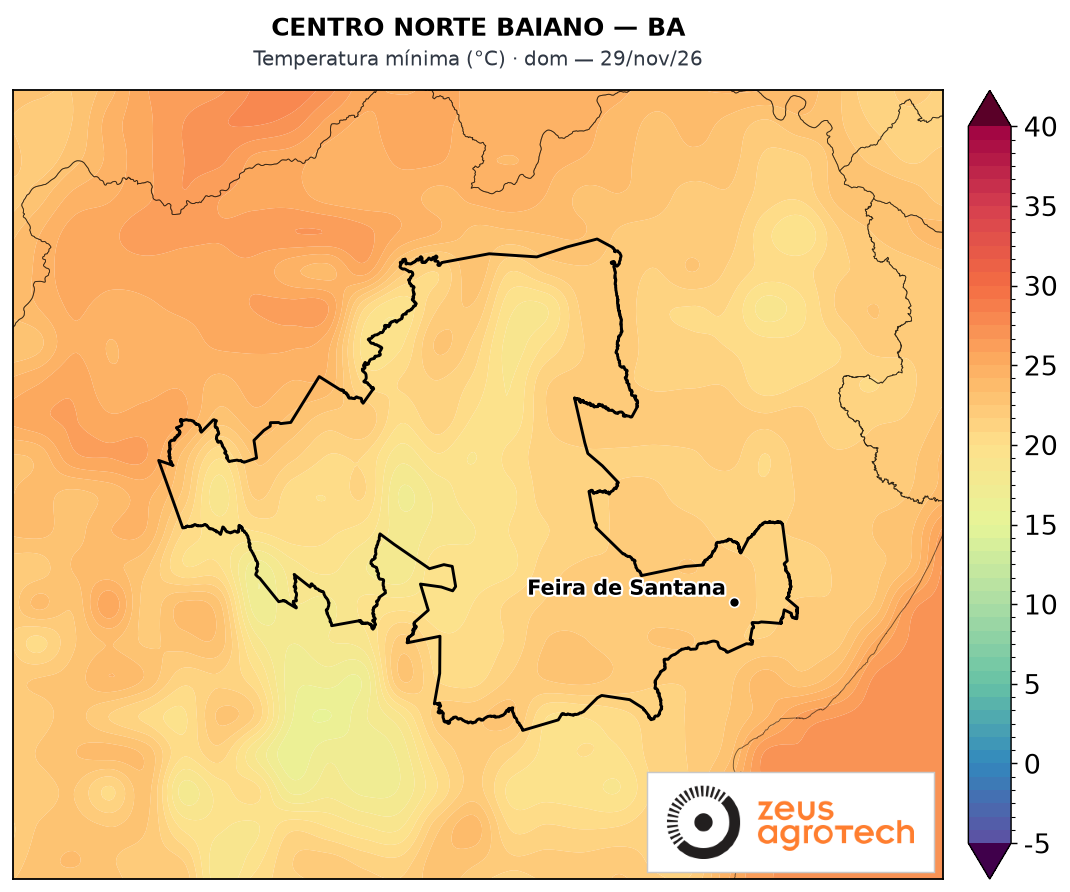 CENTRO NORTE BAIANO — BA
Temperatura mínima (°C) · dom — 29/nov/26
40
35
30
25
20
15
10
5
0
-5
Feira de Santana
zeus
agrotech